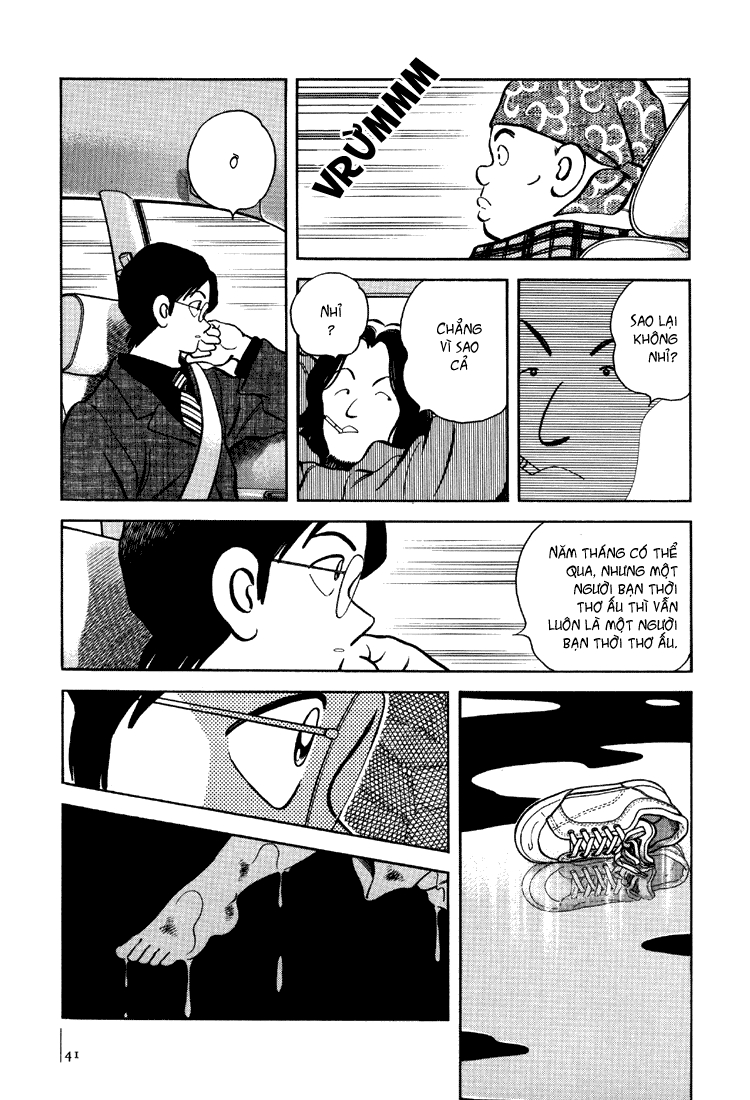 VRỪMMM
SAO LẠI
KHÔNG
NHỈ?
CHẲNG
VÌ SAO
CẢ
NHỈ
?
Ờ
NĂM THÁNG CÓ THỂ
QUA, NHƯNG MỘT
NGƯỜI BẠN THỜI
THƠ ẤU THÌ VẪN
LUÔN LÀ MỘT NGƯỜI
BẠN THỜI THƠ ẤU.
41